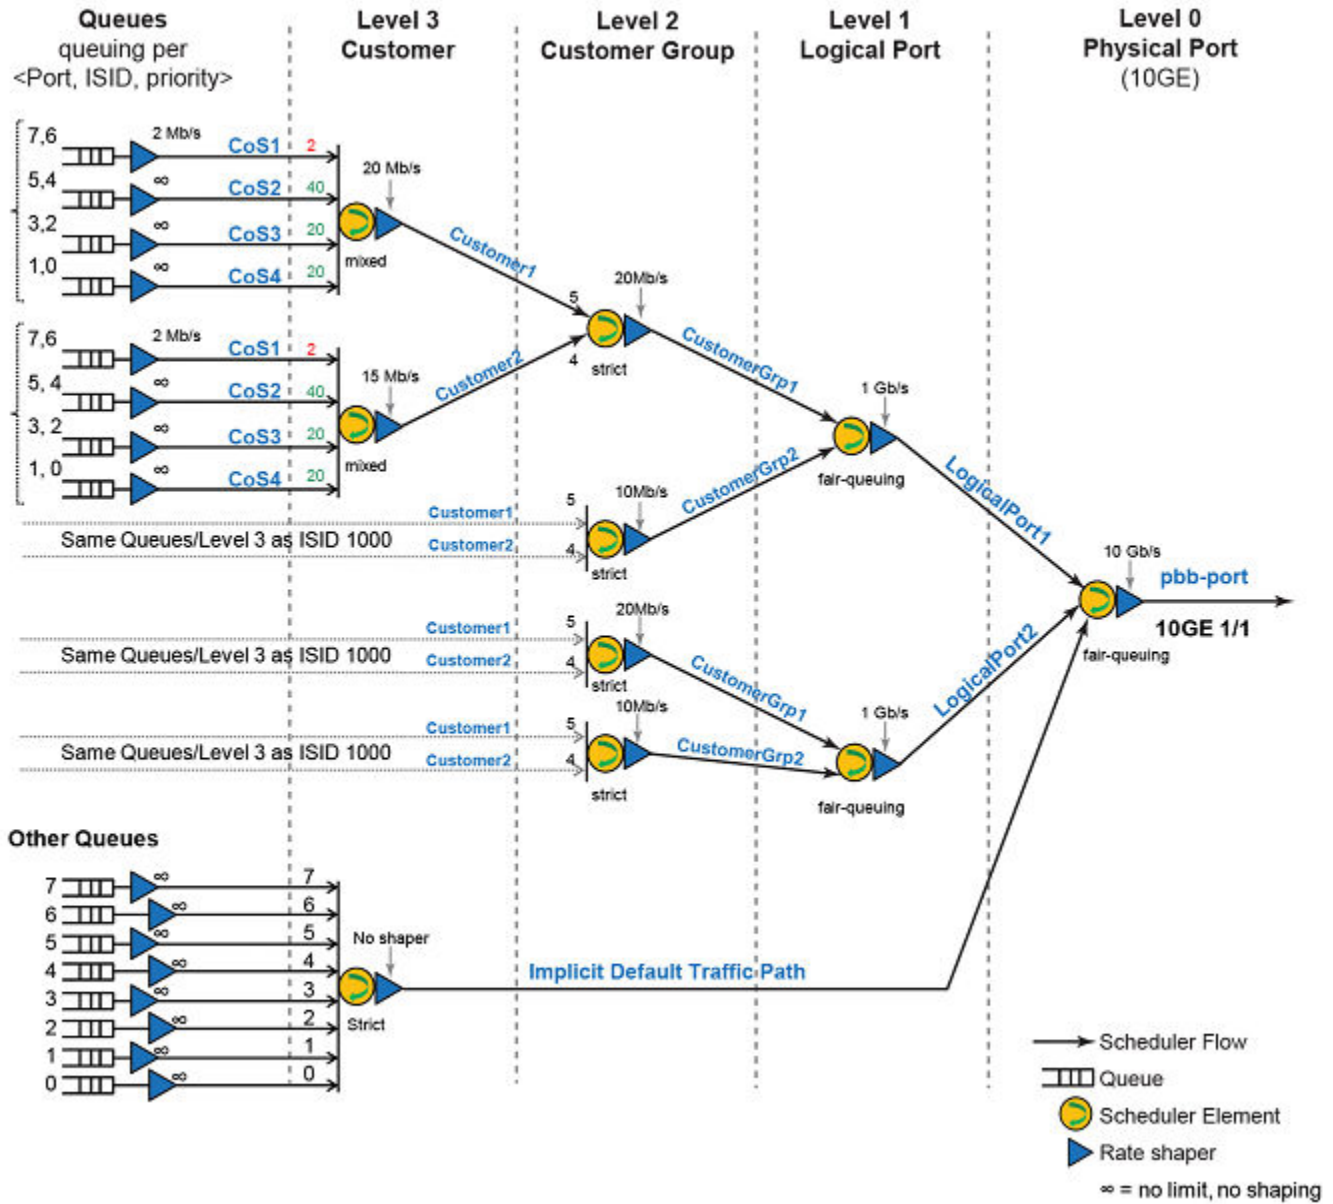 Queues
queuing per
<Port, ISID, priority>
Level 3
Customer
Level 2
Customer Group
Level 1
Logical Port
Level 0
Physical Port
(10GE)
7,6
2 Mb/s
CoS1
2
5,4
∞
CoS2
40
3,2
∞
CoS3
20
1,0
∞
CoS4
20
20 Mb/s
mixed
Customer1
7,6
2 Mb/s
CoS1
2
5, 4
∞
CoS2
40
3, 2
∞
CoS3
20
1, 0
∞
CoS4
20
15 Mb/s
mixed
Customer2
5
4
20Mb/s
strict
CustomerGrp1
Customer1
5
Same Queues/Level 3 as ISID 1000
Customer2
4
10Mb/s
strict
CustomerGrp2
1 Gb/s
fair-queuing
LogicalPort1
Customer1
5
Same Queues/Level 3 as ISID 1000
Customer2
4
20Mb/s
strict
CustomerGrp1
Customer1
5
Same Queues/Level 3 as ISID 1000
Customer2
4
10Mb/s
strict
CustomerGrp2
1 Gb/s
fair-queuing
LogicalPort2
10 Gb/s
pbb-port
10GE 1/1
fair-queuing
Other Queues
7
∞
7
6
∞
6
5
∞
5
4
∞
4
3
∞
3
2
∞
2
1
∞
1
0
∞
0
No shaper
Strict
Implicit Default Traffic Path
Scheduler Flow
Queue
Scheduler Element
Rate shaper
∞ = no limit, no shaping